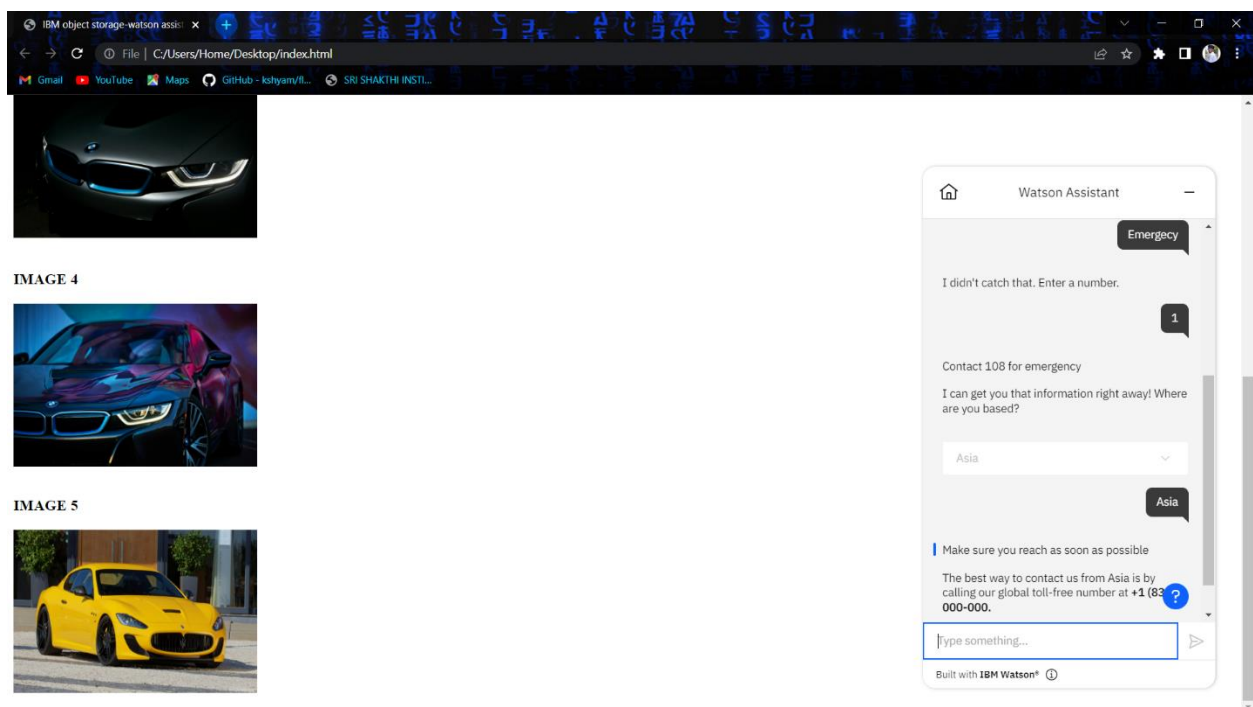 IBM object storage-watson assis
File | C:/Users/Home/Desktop/index.html
Gmail YouTube Maps GitHub - kshyam/fl... SRI SHAKTHI INSTI...
IMAGE 4
IMAGE 5
Watson Assistant
Emergecy
I didn't catch that. Enter a number.
1
Contact 108 for emergency
I can get you that information right away! Where
are you based?
Asia
Asia
Make sure you reach as soon as possible
The best way to contact us from Asia is by
calling our global toll-free number at +1 (83
000-000.
?
Type something...
Built with IBM Watson®